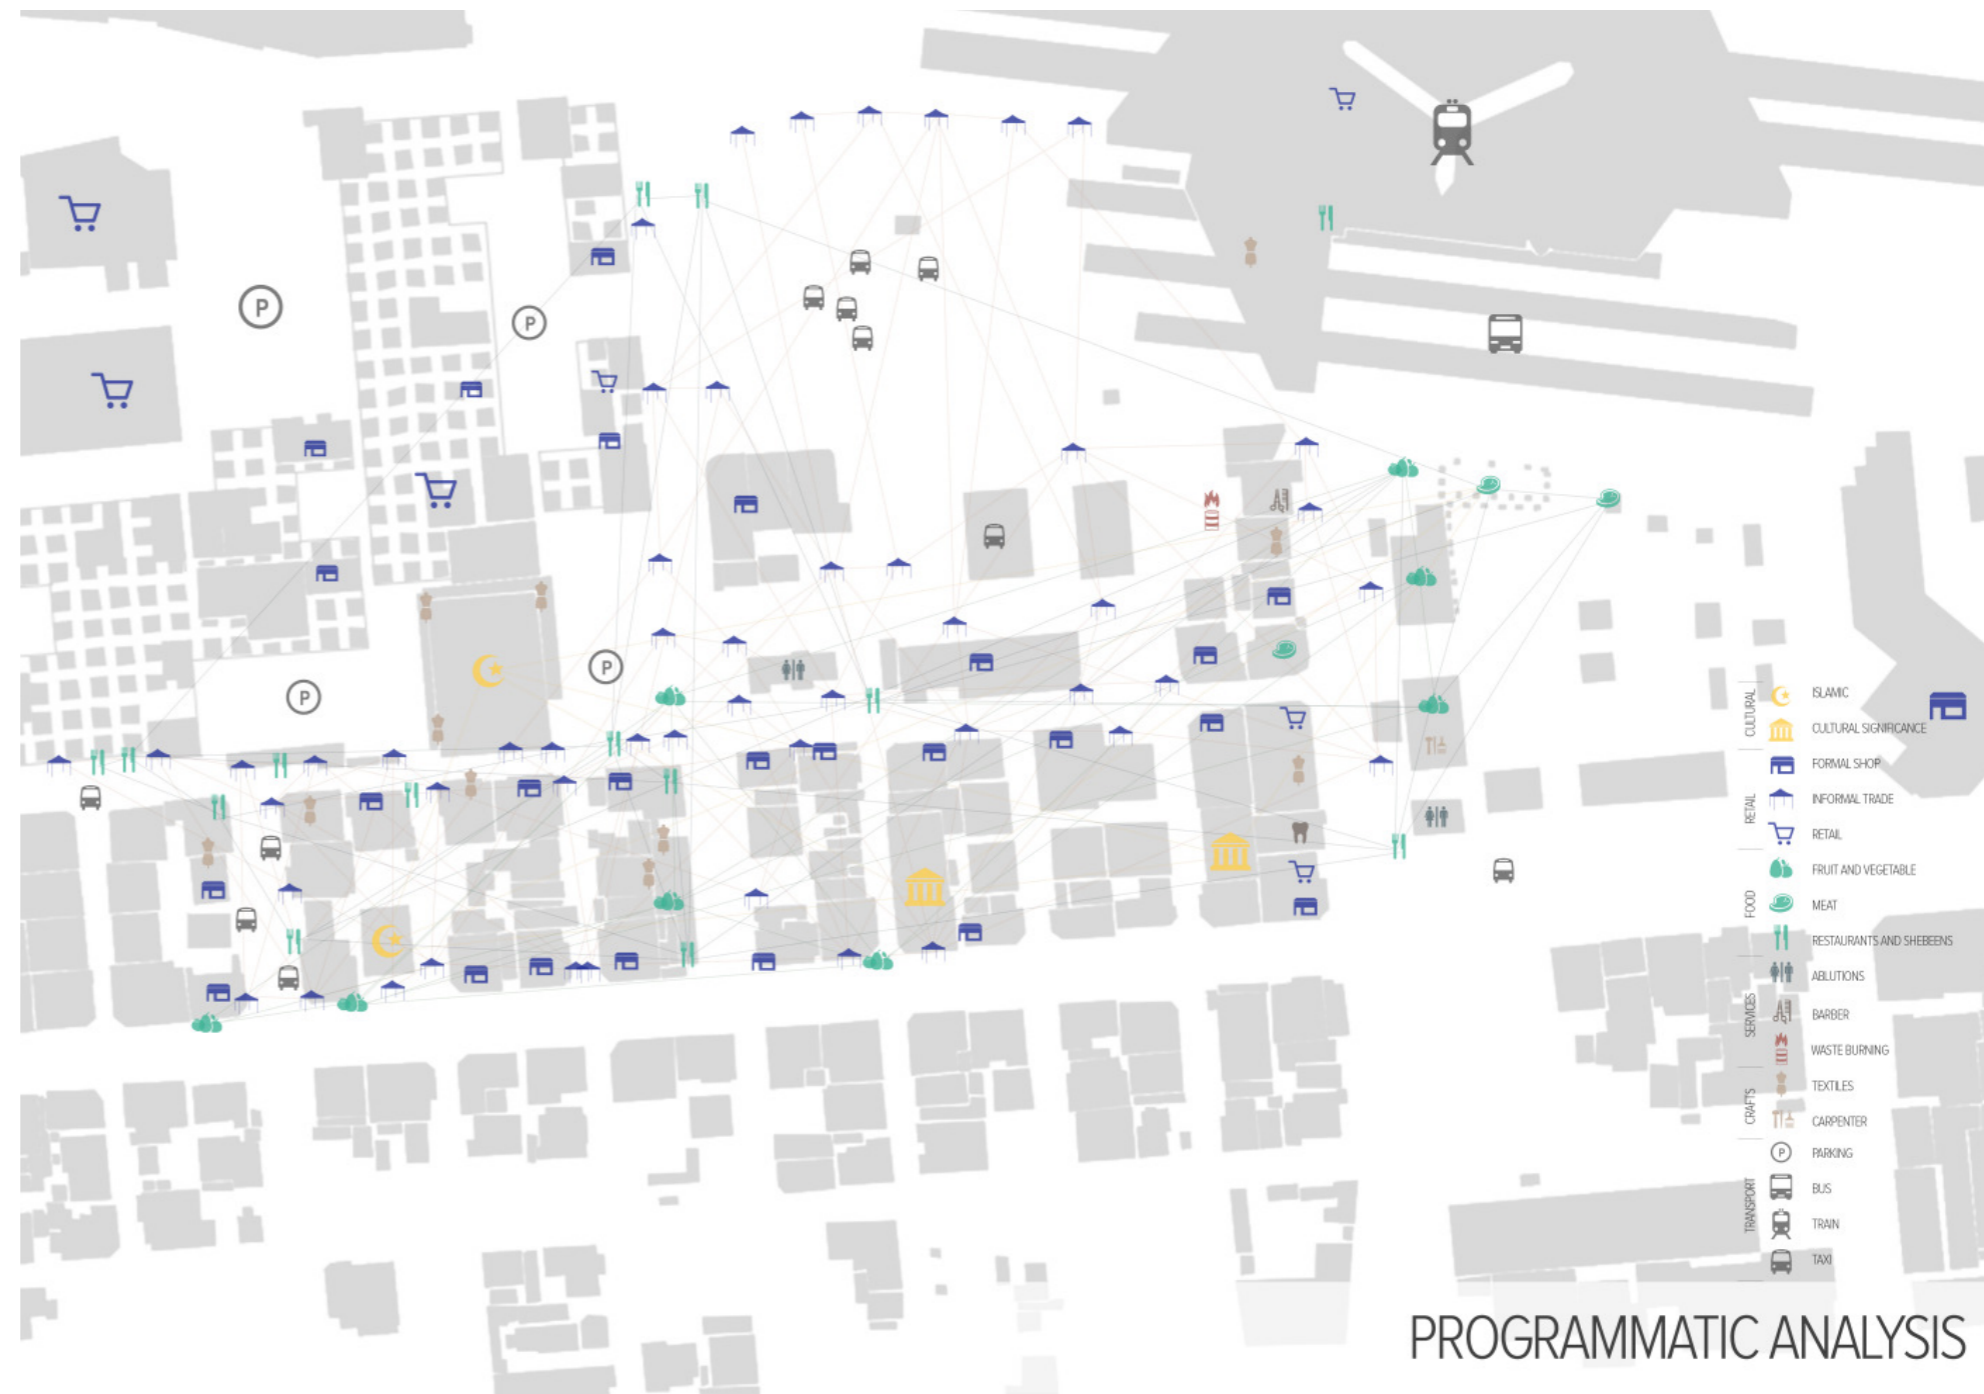 P
P
P
P
CULTURAL
ISLAMIC
CULTURAL SIGNIFICANCE
RETAIL
FORMAL SHOP
INFORMAL TRADE
RETAIL
FOOD
FRUIT AND VEGETABLE
MEAT
RESTAURANTS AND SHEBEENS
SERVICES
ABLUTIONS
BARBER
WASTE BURNING
CRAFTS
TEXTILES
CARPENTER
TRANSPORT
P PARKING
BUS
TRAIN
TAXI
PROGRAMMATIC ANALYSIS